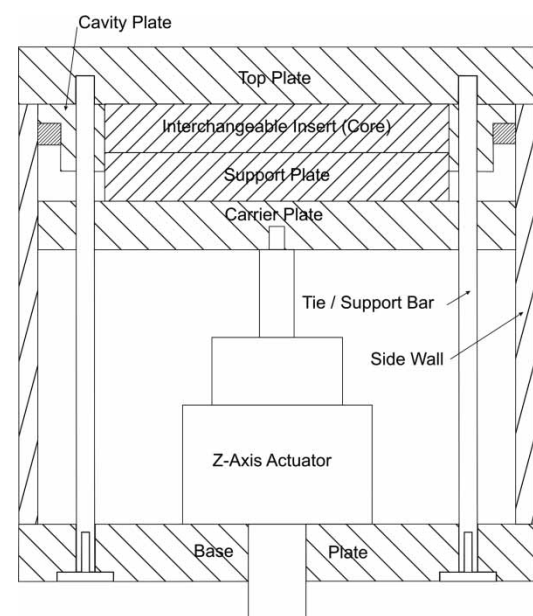 Cavity Plate
Top Plate
Interchangeable Insert (Core)
Support Plate
Carrier Plate
Tie / Support Bar
Side Wall
Z-Axis Actuator
Base Plate